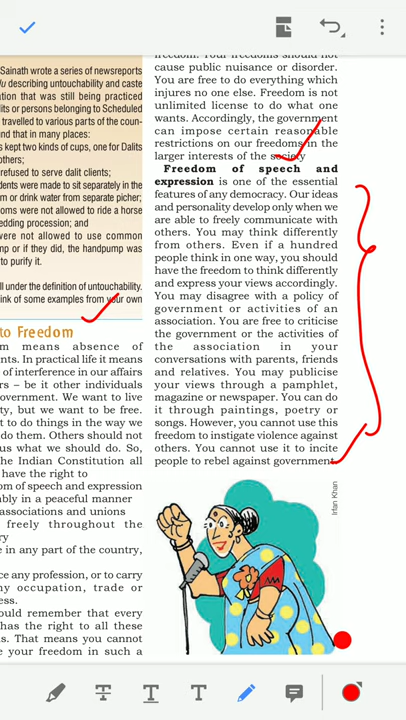 Sainath wrote a series of newsreports
describing untouchability and caste
ation that was still being practiced
its or persons belonging to Scheduled
travelled to various parts of the coun-
nd that in many places:
s kept two kinds of cups, one for Dalits
others;
refused to serve dalit clients;
dents were made to sit separately in the
m or drink water from separate picher;
ooms were not allowed to ride a horse
edding procession; and
were not allowed to use common
mp or if they did, the handpump was
to purify it.
ll under the definition of untouchability.
ink of some examples from your own
to Freedom
m means absence of
nts. In practical life it means
of interference in our affairs
rs – be it other individuals
overnment. We want to live
ty, but we want to be free.
t to do things in the way we
do them. Others should not
us what we should do. So,
he Indian Constitution all
have the right to
om of speech and expression
bly in a peaceful manner
associations and unions
freely throughout the
ry
e in any part of the country,
ce any profession, or to carry
ny occupation, trade or
ess.
ould remember that every
has the right to all these
s. That means you cannot
e your freedom in such a
freedom. Your freedoms should not
cause public nuisance or disorder.
You are free to do everything which
injures no one else. Freedom is not
unlimited license to do what one
wants. Accordingly, the government
can impose certain reasonable
restrictions on our freedoms in the
larger interests of the society
Freedom of speech and
expression is one of the essential
features of any democracy. Our ideas
and personality develop only when we
are able to freely communicate with
others. You may think differently
from others. Even if a hundred
people think in one way, you should
have the freedom to think differently
and express your views accordingly.
You may disagree with a policy of
government or activities of an
association. You are free to criticise
the government or the activities of
the association in your
conversations with parents, friends
and relatives. You may publicise
your views through a pamphlet,
magazine or newspaper. You can do
it through paintings, poetry or
songs. However, you cannot use this
freedom to instigate violence against
others. You cannot use it to incite
people to rebel against government.
Irfan Khan
T
T
T